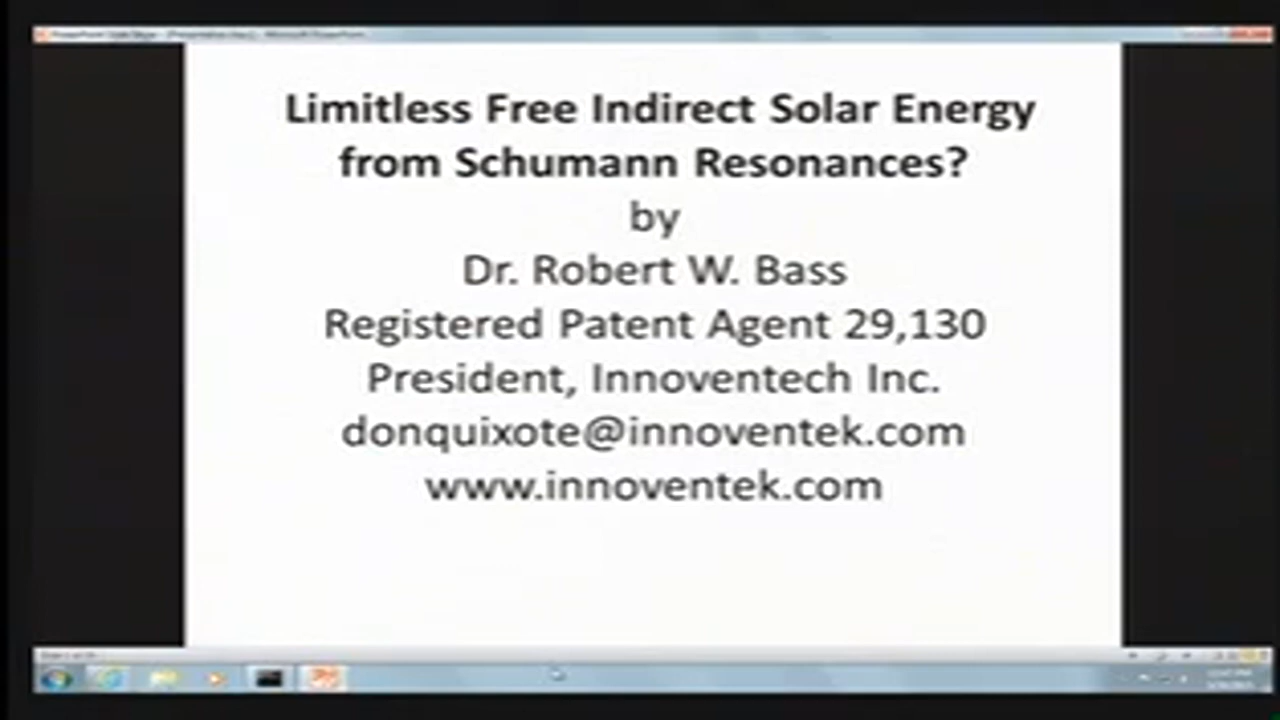 Limitless Free Indirect Solar Energy
from Schumann Resonances?
by
Dr. Robert W. Bass
Registered Patent Agent 29,130
President, Innoventech Inc.
donquixote@innoventek.com
www.innoventek.com